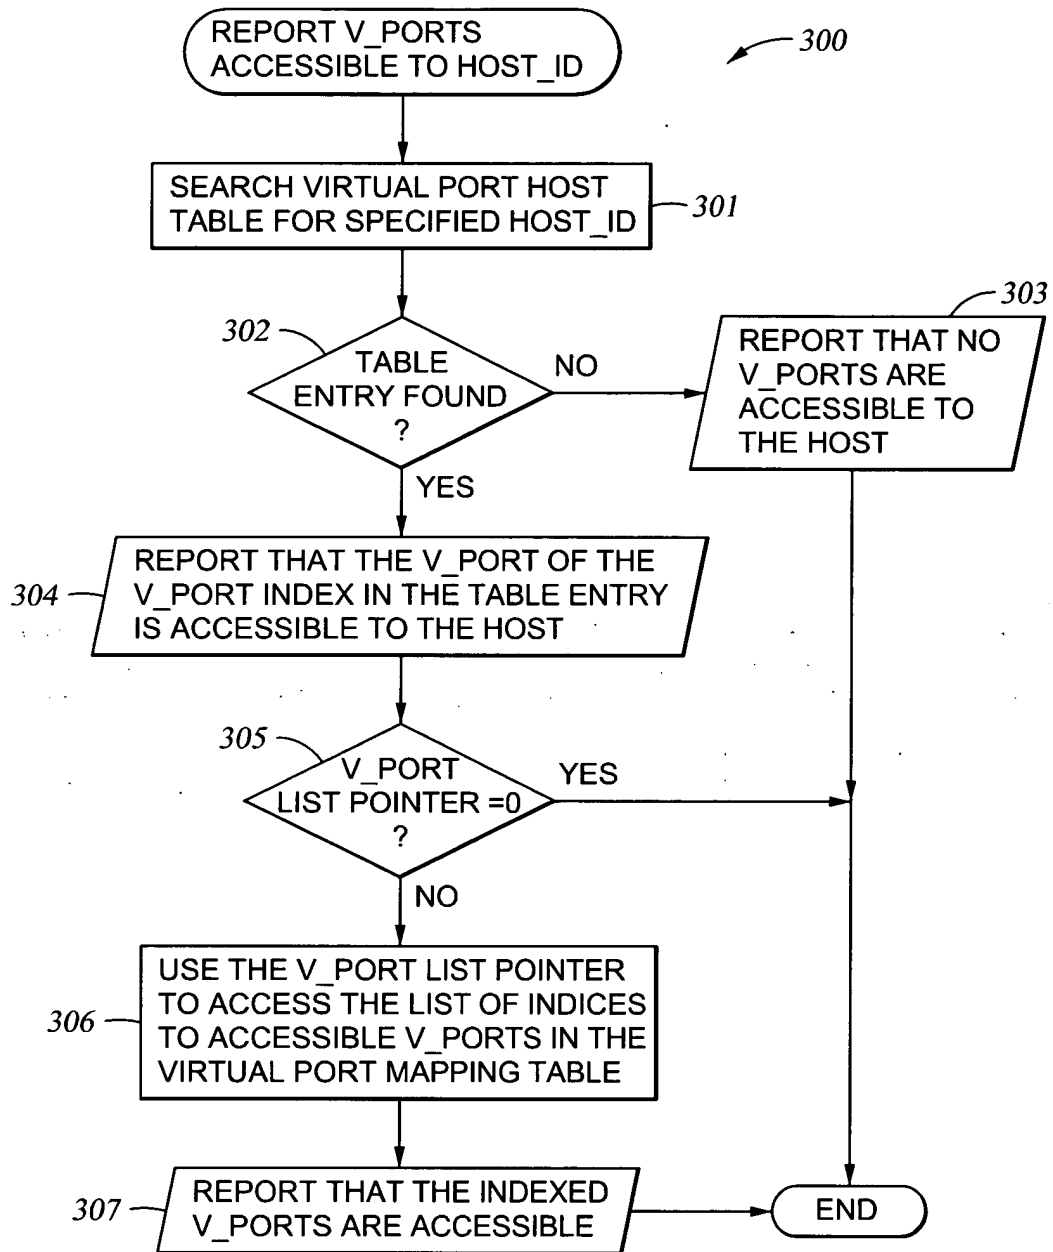 REPORT V_PORTS
ACCESSIBLE TO HOST_ID
300
SEARCH VIRTUAL PORT HOST
TABLE FOR SPECIFIED HOST_ID
301
302
TABLE
ENTRY FOUND
?
NO
YES
303
REPORT THAT NO
V_PORTS ARE
ACCESSIBLE TO
THE HOST
304
REPORT THAT THE V_PORT OF THE
V_PORT INDEX IN THE TABLE ENTRY
IS ACCESSIBLE TO THE HOST
305
V_PORT
LIST POINTER =0
?
YES
NO
306
USE THE V_PORT LIST POINTER
TO ACCESS THE LIST OF INDICES
TO ACCESSIBLE V_PORTS IN THE
VIRTUAL PORT MAPPING TABLE
307
REPORT THAT THE INDEXED
V_PORTS ARE ACCESSIBLE
END